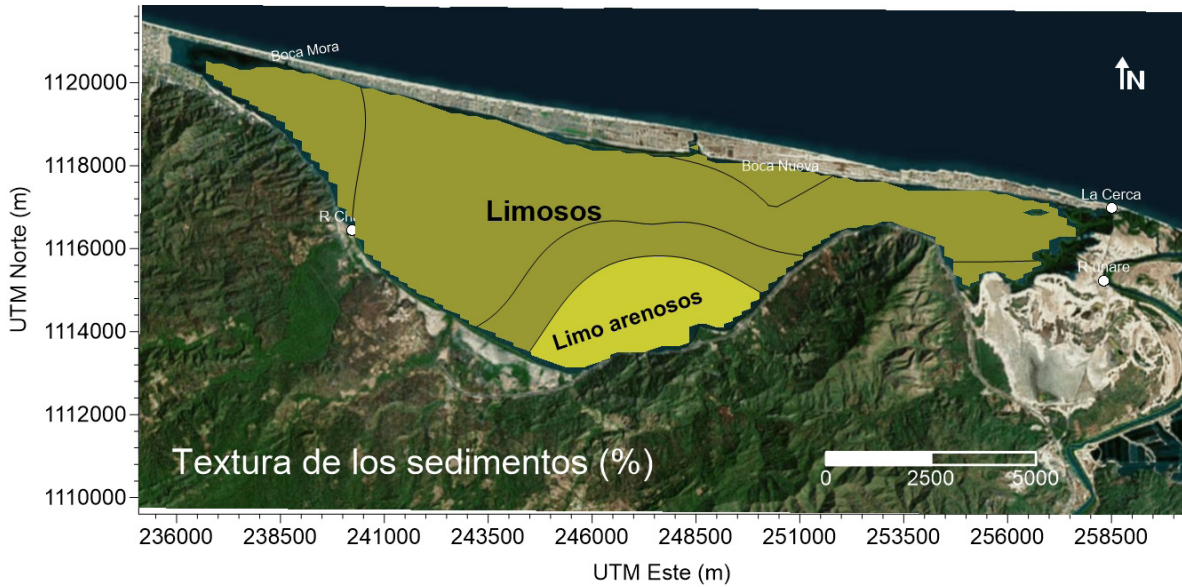 Boca Mora
N
1120000
1118000
Boca Nueva
La Cerca
Limosos
R
1116000
R
UTM Norte (m)
Limo arenosos
1114000
1112000
Textura de los sedimentos (%)
0 2500 5000
1110000
236000 238500 241000 243500 246000 248500 251000 253500 256000 258500
UTM Este (m)